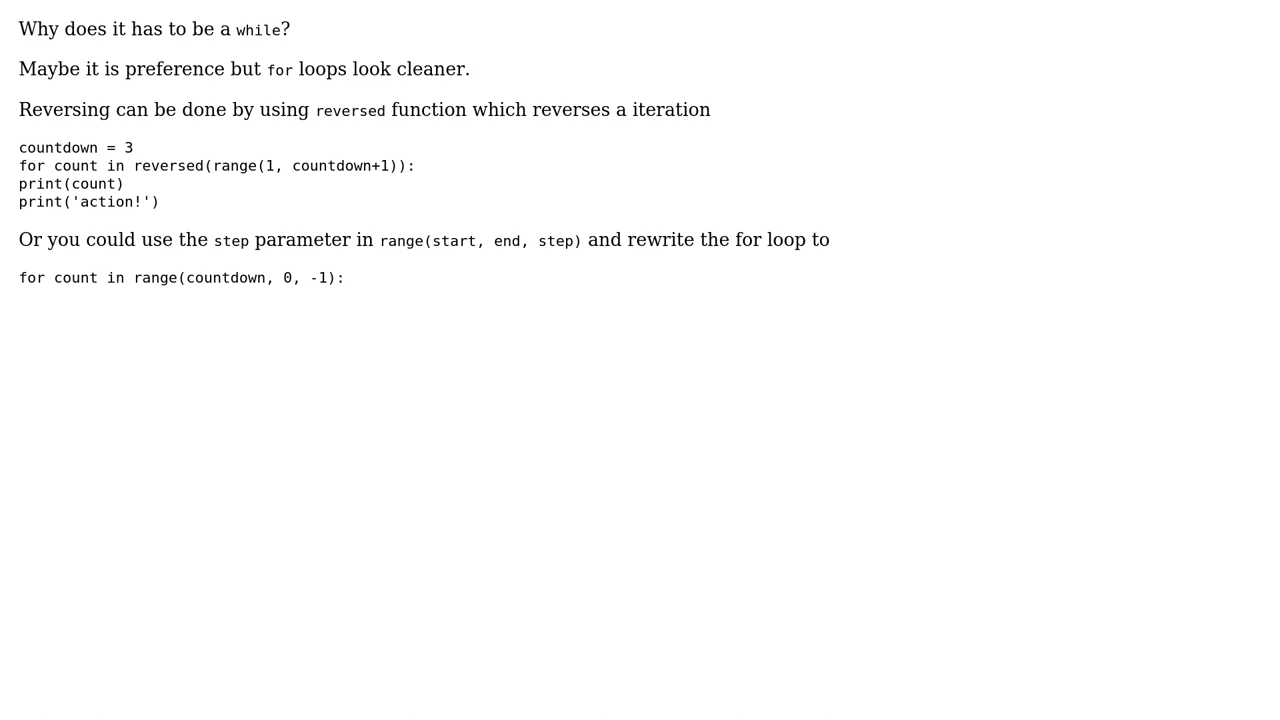 Why does it has to be a while?
Maybe it is preference but for loops look cleaner.
Reversing can be done by using reversed function which reverses a iteration
countdown = 3
for count in reversed(range(1, countdown+1)):
print(count)
print('action!')
Or you could use the step parameter in range(start, end, step) and rewrite the for loop to
for count in range(countdown, 0, -1):